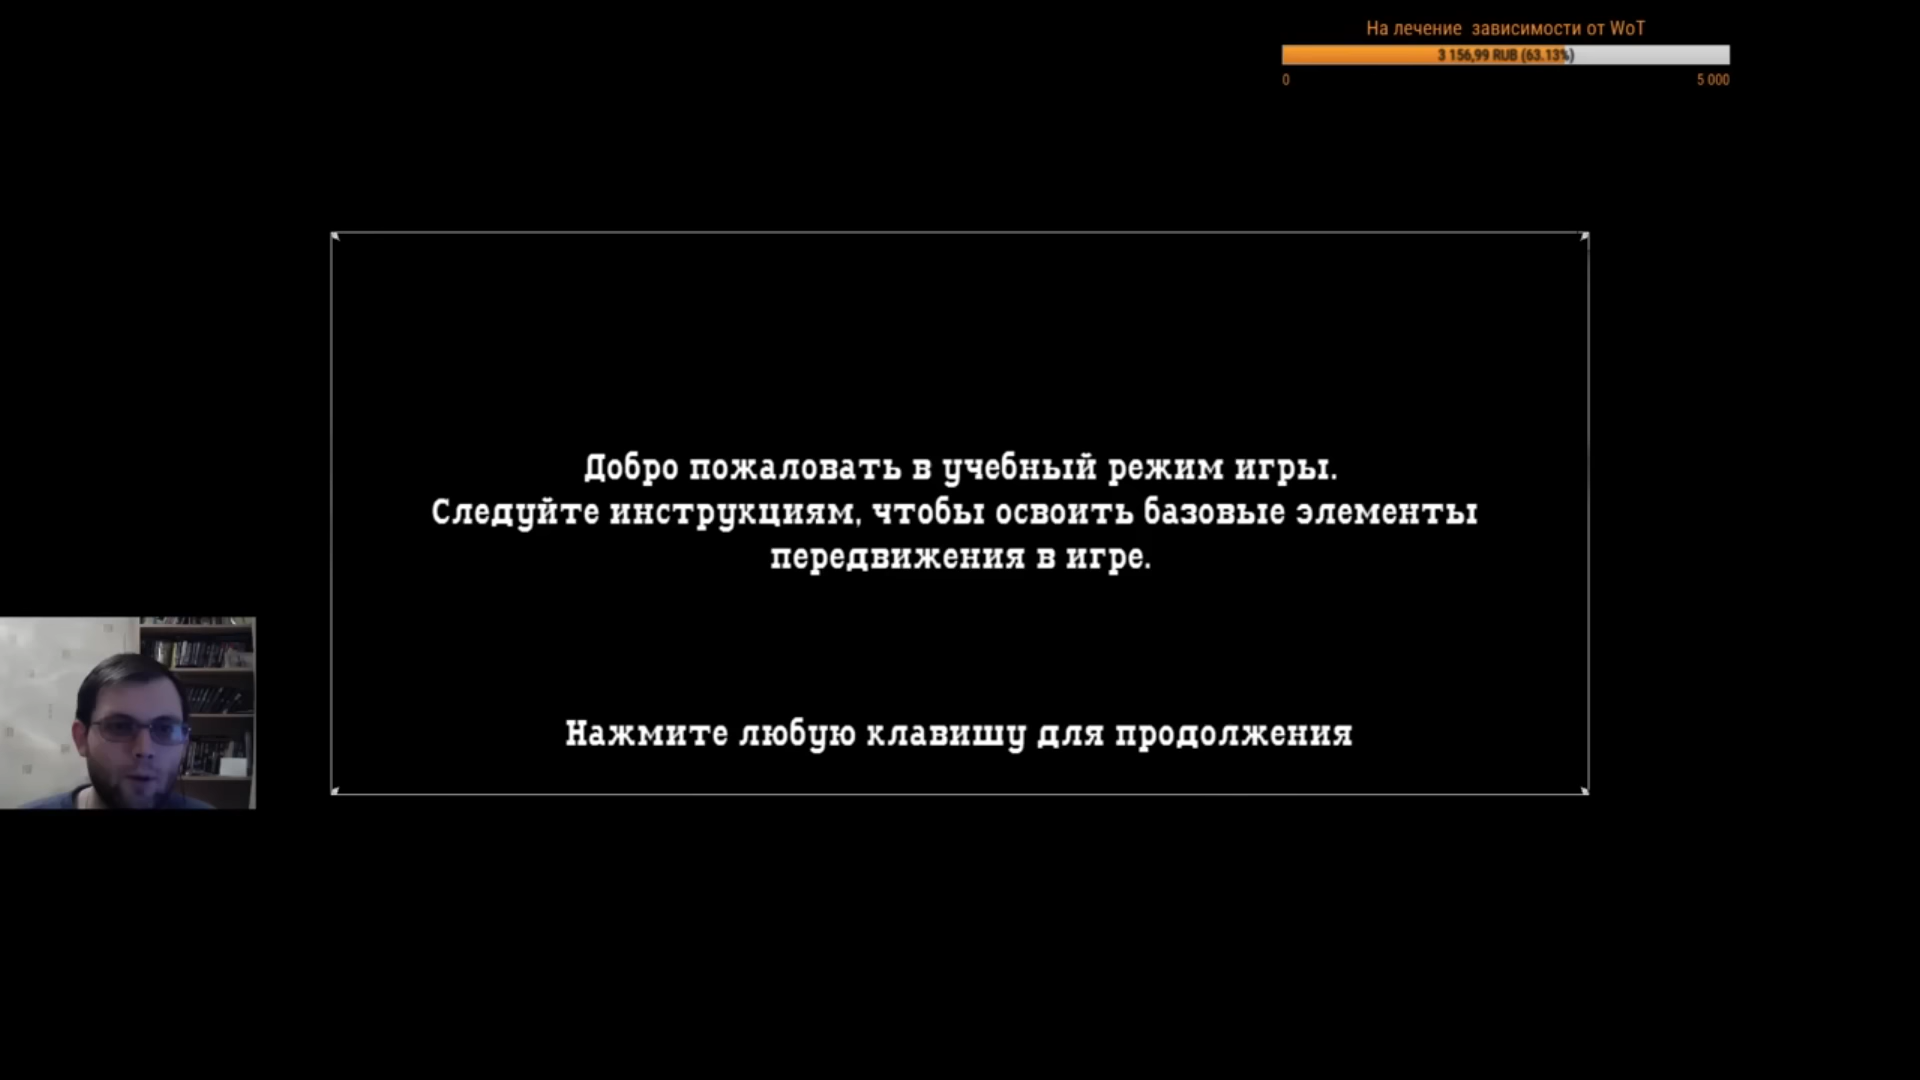 На лечение зависимости от WoT
3 156,99 RUB (63.13%)
0 5 000
Добро пожаловать в учебный режим игры.
Следуйте инструкциям, чтобы освоить базовые элементы
передвижения в игре.
Нажмите любую клавишу для продолжения